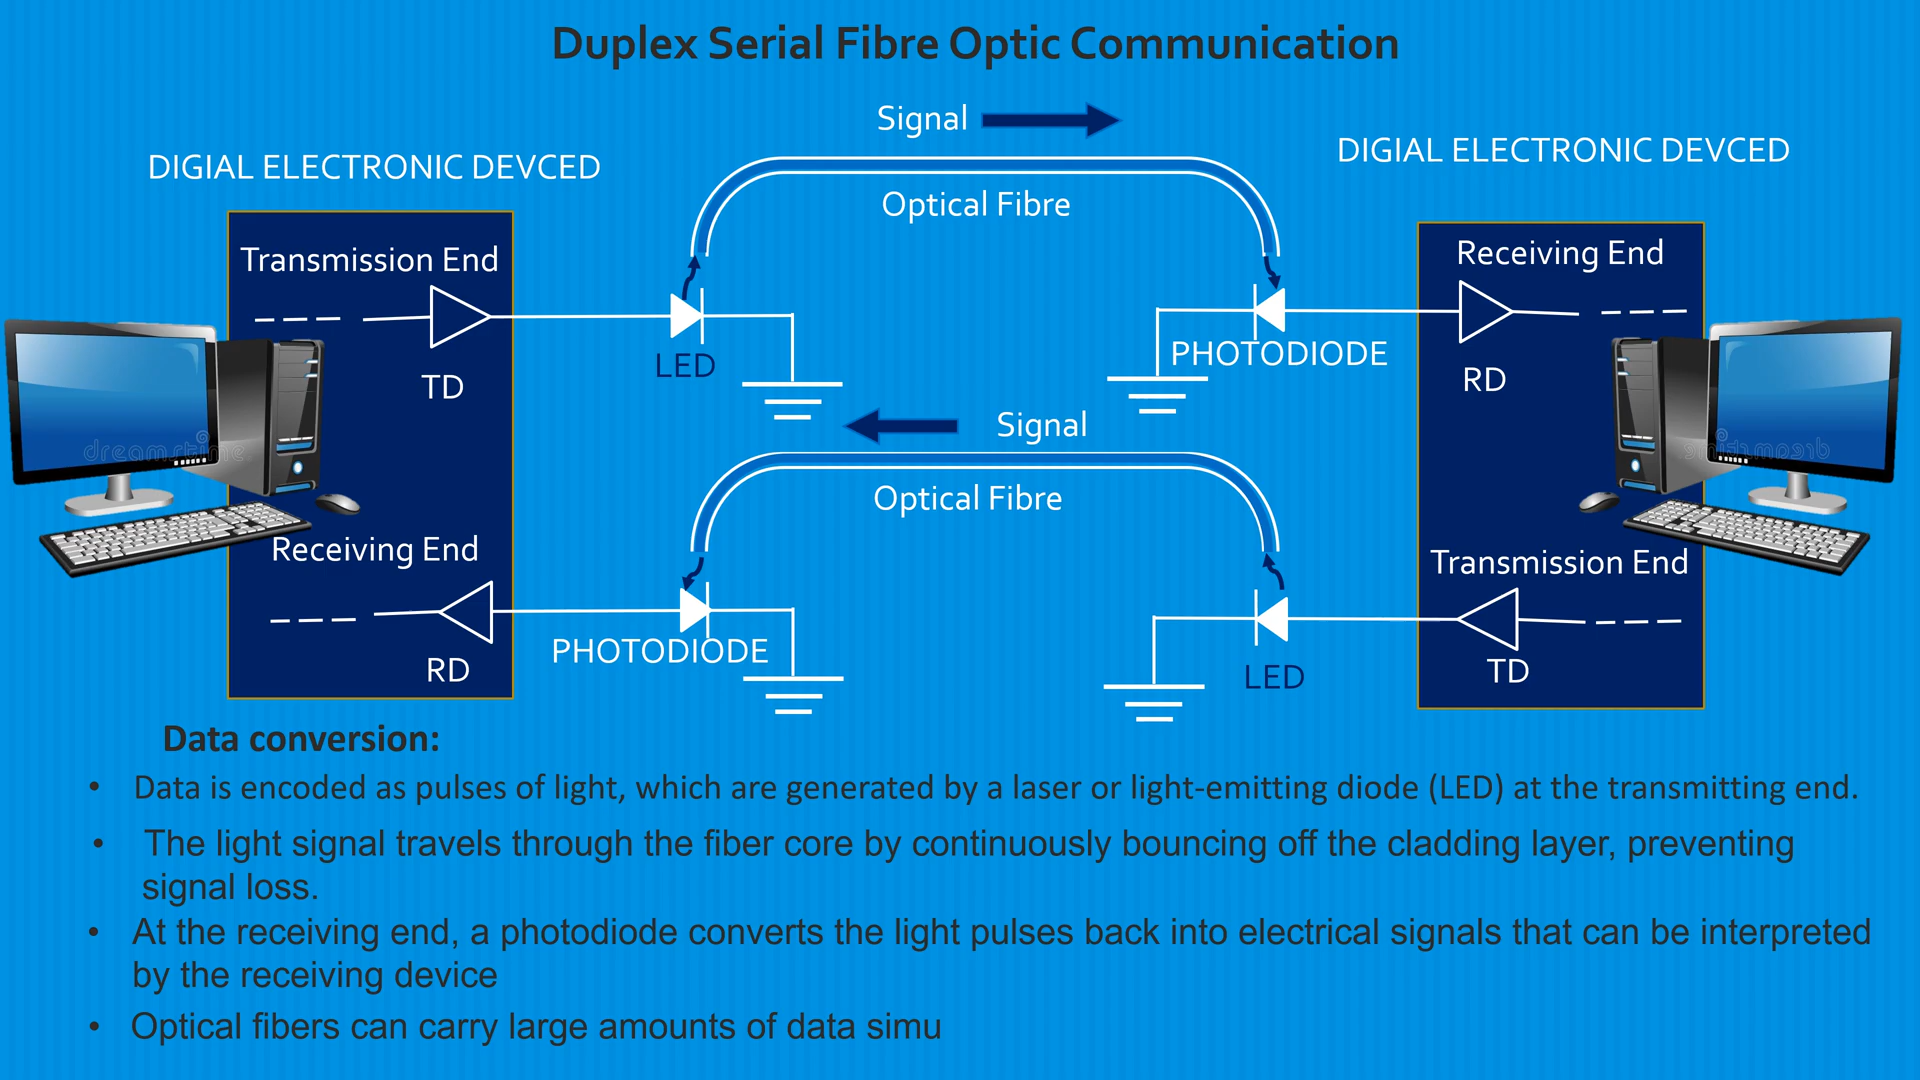 Duplex Serial Fibre Optic Communication
Signal
DIGIAL ELECTRONIC DEVCED
DIGIAL ELECTRONIC DEVCED
Optical Fibre
Transmission End
Receiving End
TD
LED
PHOTODIODE
RD
Signal
dreamstime
dreamstime
Optical Fibre
Receiving End
Transmission End
RD
PHOTODIODE
LED
TD
Data conversion:
• Data is encoded as pulses of light, which are generated by a laser or light-emitting diode (LED) at the transmitting end.
• The light signal travels through the fiber core by continuously bouncing off the cladding layer, preventing
signal loss.
• At the receiving end, a photodiode converts the light pulses back into electrical signals that can be interpreted
by the receiving device
• Optical fibers can carry large amounts of data simu